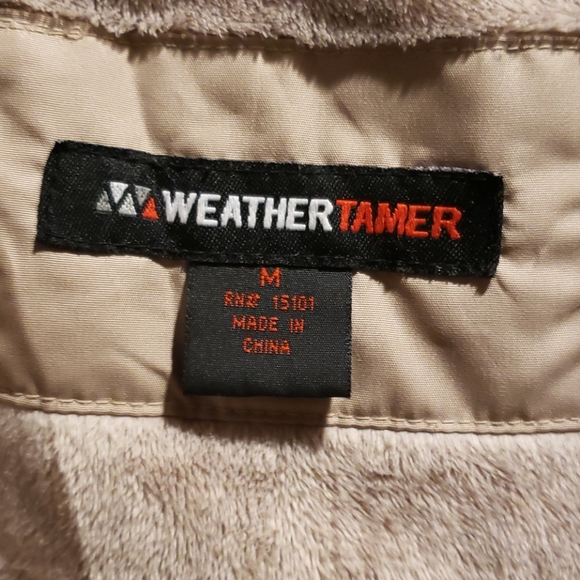 WEATHERTAMER
M
RN# 15101
MADE IN
CHINA